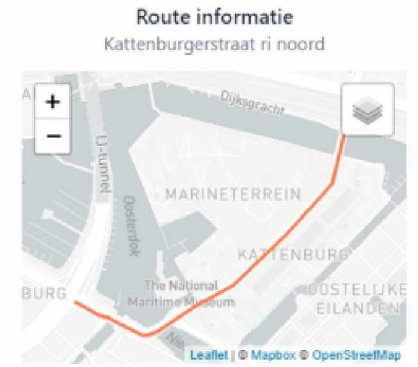 Route informatie
Kattenburgerstraat ri noord
+
−
Dijksgracht
IJ-tunnel
Oosterdok
MARINETERREIN
KATTENBURG
The National
Maritime Museum
BURG
OOSTELIJKE
EILANDEN
Leaflet | © Mapbox © OpenStreetMap